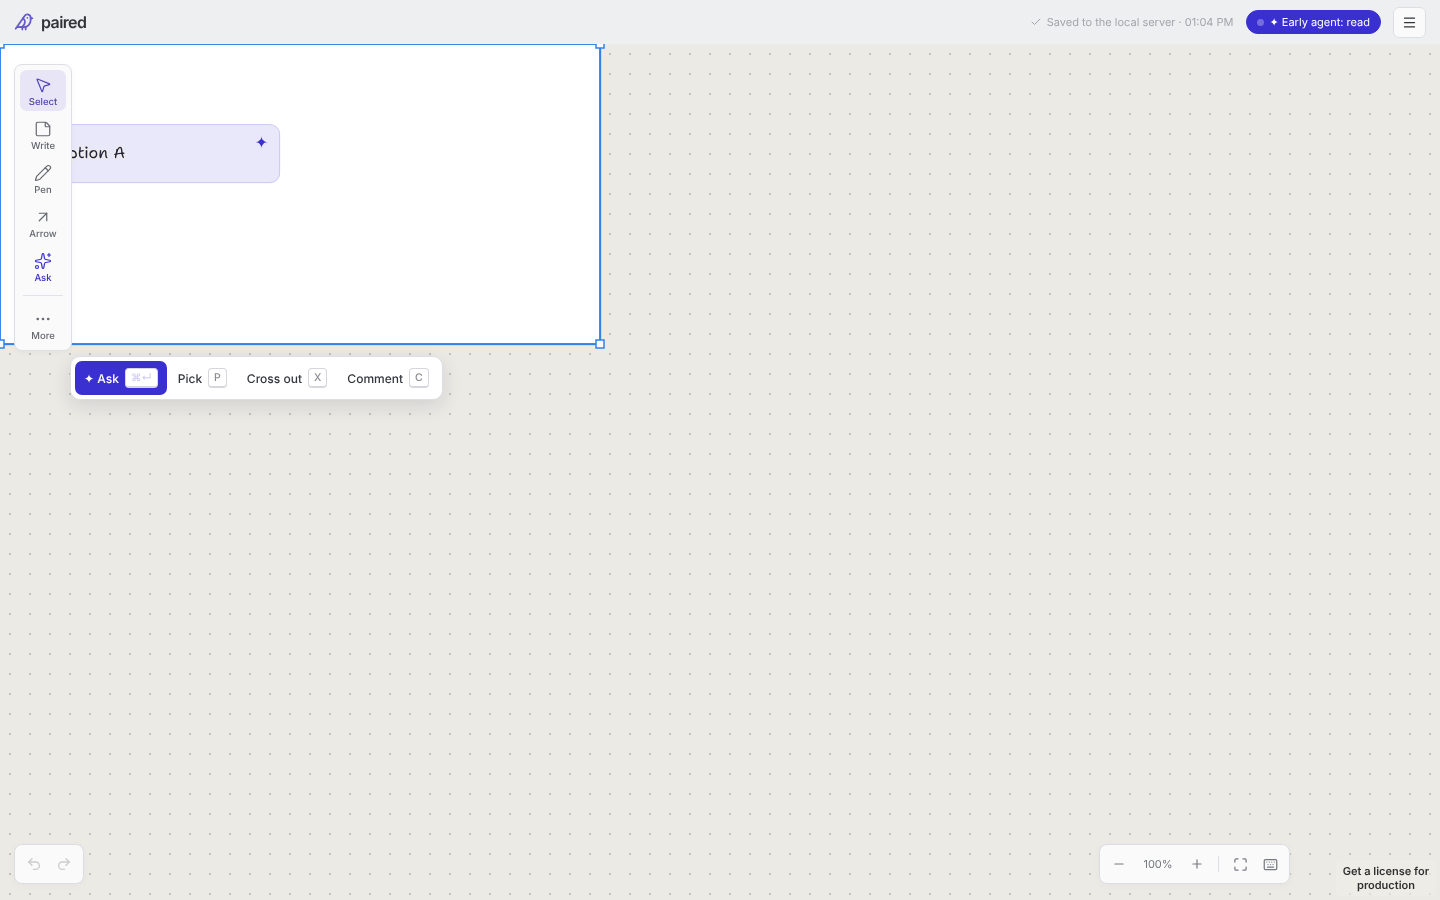 paired
Saved to the local server · 01:04 PM
✦ Early agent: read
Select
Write
Pen
Arrow
Ask
More
tion A
✦ Ask ⌘↵
Pick P
Cross out X
Comment C
100%
Get a license for
production